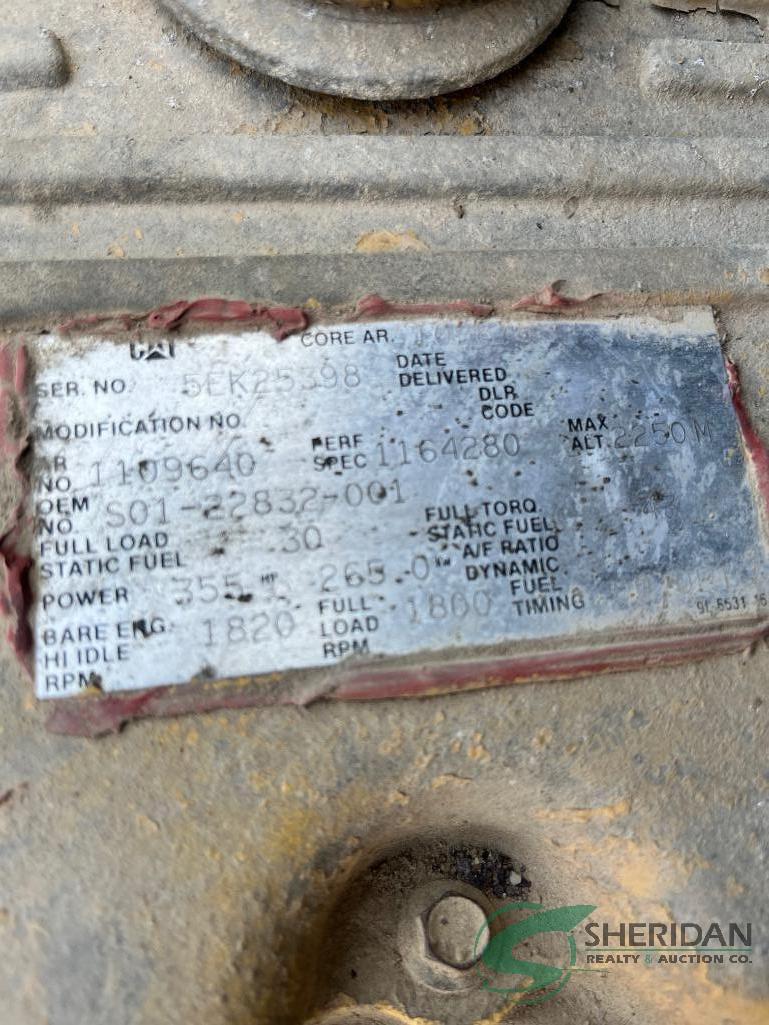 CAT CORE AR.
SER. NO. 5EK25398 DATE DELIVERED
DLR CODE
MODIFICATION NO.
AR NO. 1109640 PERF SPEC 1164280 MAX ALT. 2250M
OEM NO S01-22832-001
FULL LOAD STATIC FUEL 30 FULL TORQ STATIC FUEL
A/F RATIO DYNAMIC
POWER 355 HP 265.0 KW FUEL TIMING
BARE ENG. HI IDLE RPM 1820 FULL LOAD RPM 1800
SHERIDAN
REALTY & AUCTION CO.